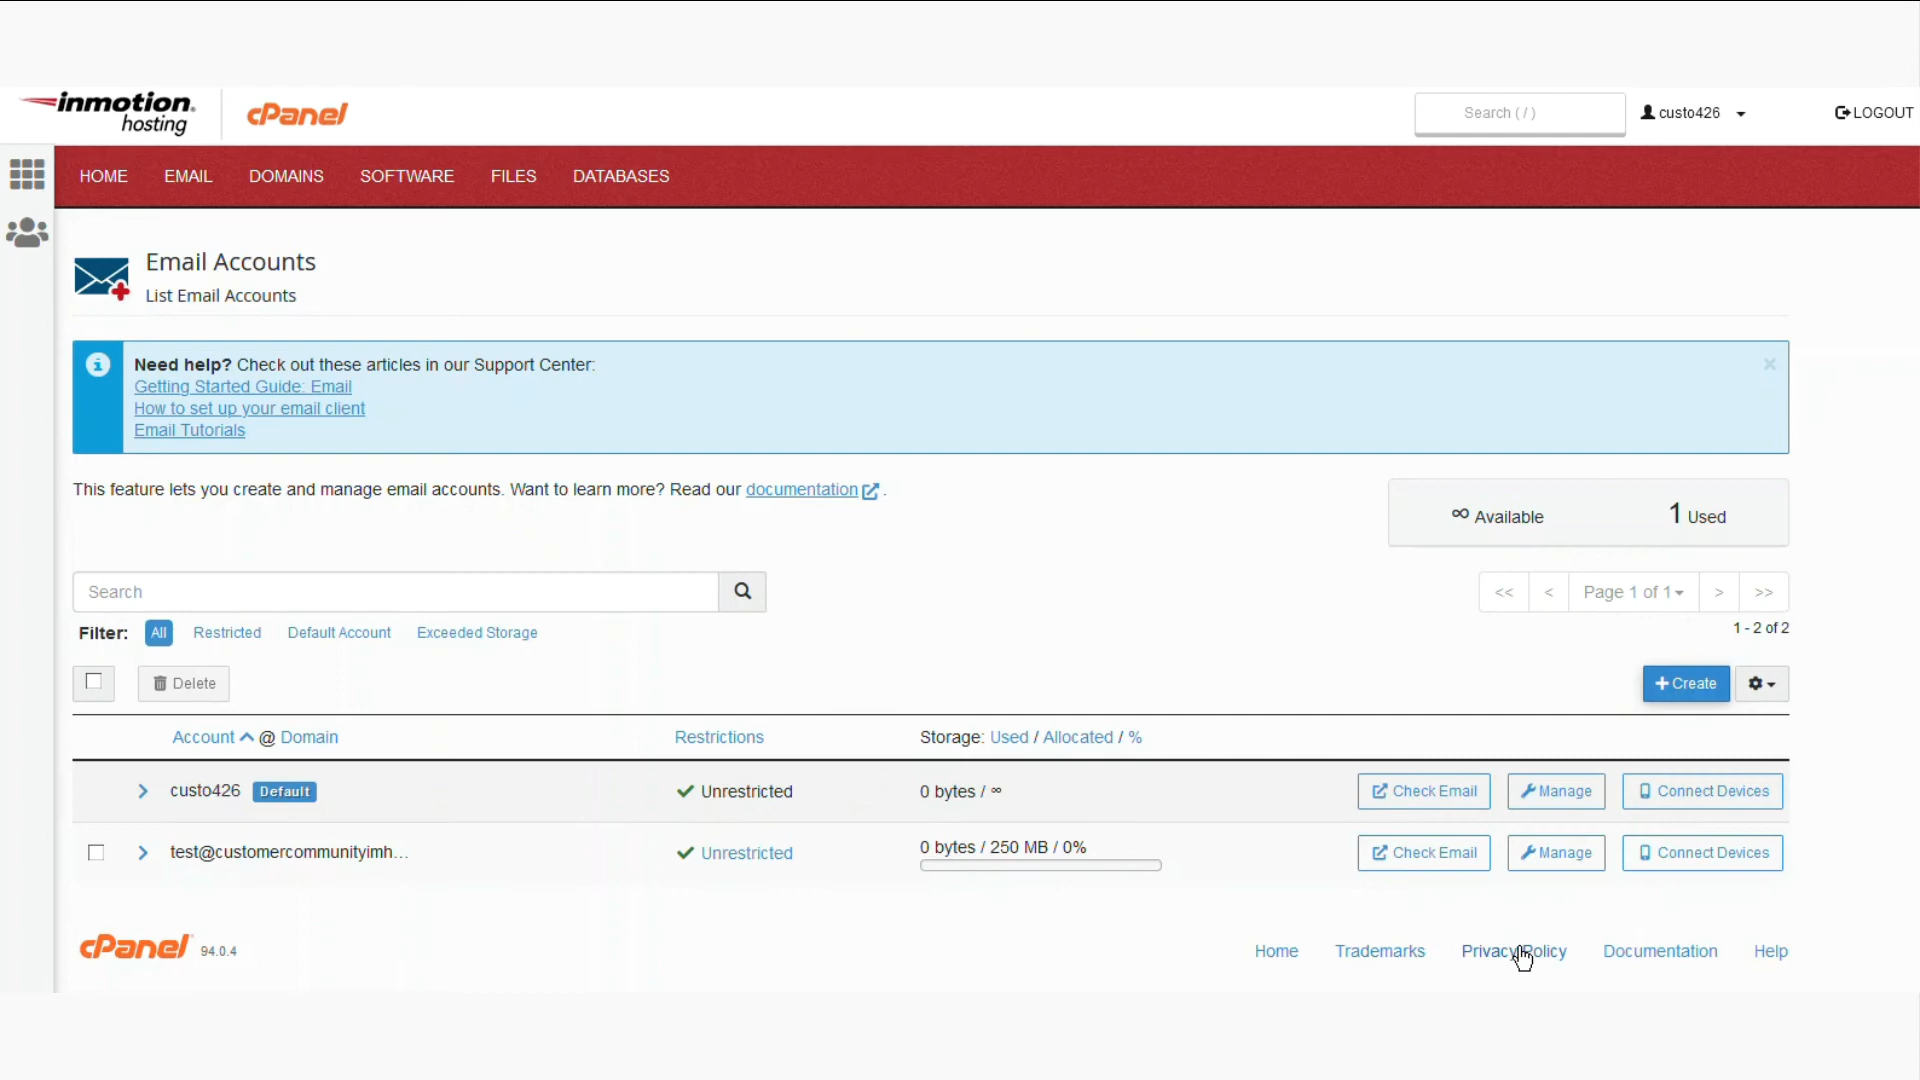 inmotion hosting
cPanel
Search ( / )
custo426
LOGOUT
HOME EMAIL DOMAINS SOFTWARE FILES DATABASES
Email Accounts
List Email Accounts
Need help? Check out these articles in our Support Center:
Getting Started Guide: Email
How to set up your email client
Email Tutorials
This feature lets you create and manage email accounts. Want to learn more? Read our documentation .
∞ Available 1 Used
Search
<< < Page 1 of 1 > >>
Filter: All Restricted Default Account Exceeded Storage
1 - 2 of 2
Delete
+ Create
Account @ Domain Restrictions Storage: Used / Allocated / %
custo426 Default Unrestricted 0 bytes / ∞ Check Email Manage Connect Devices
test@customercommunityimh... Unrestricted 0 bytes / 250 MB / 0% Check Email Manage Connect Devices
cPanel 94.0.4
Home Trademarks Privacy Policy Documentation Help